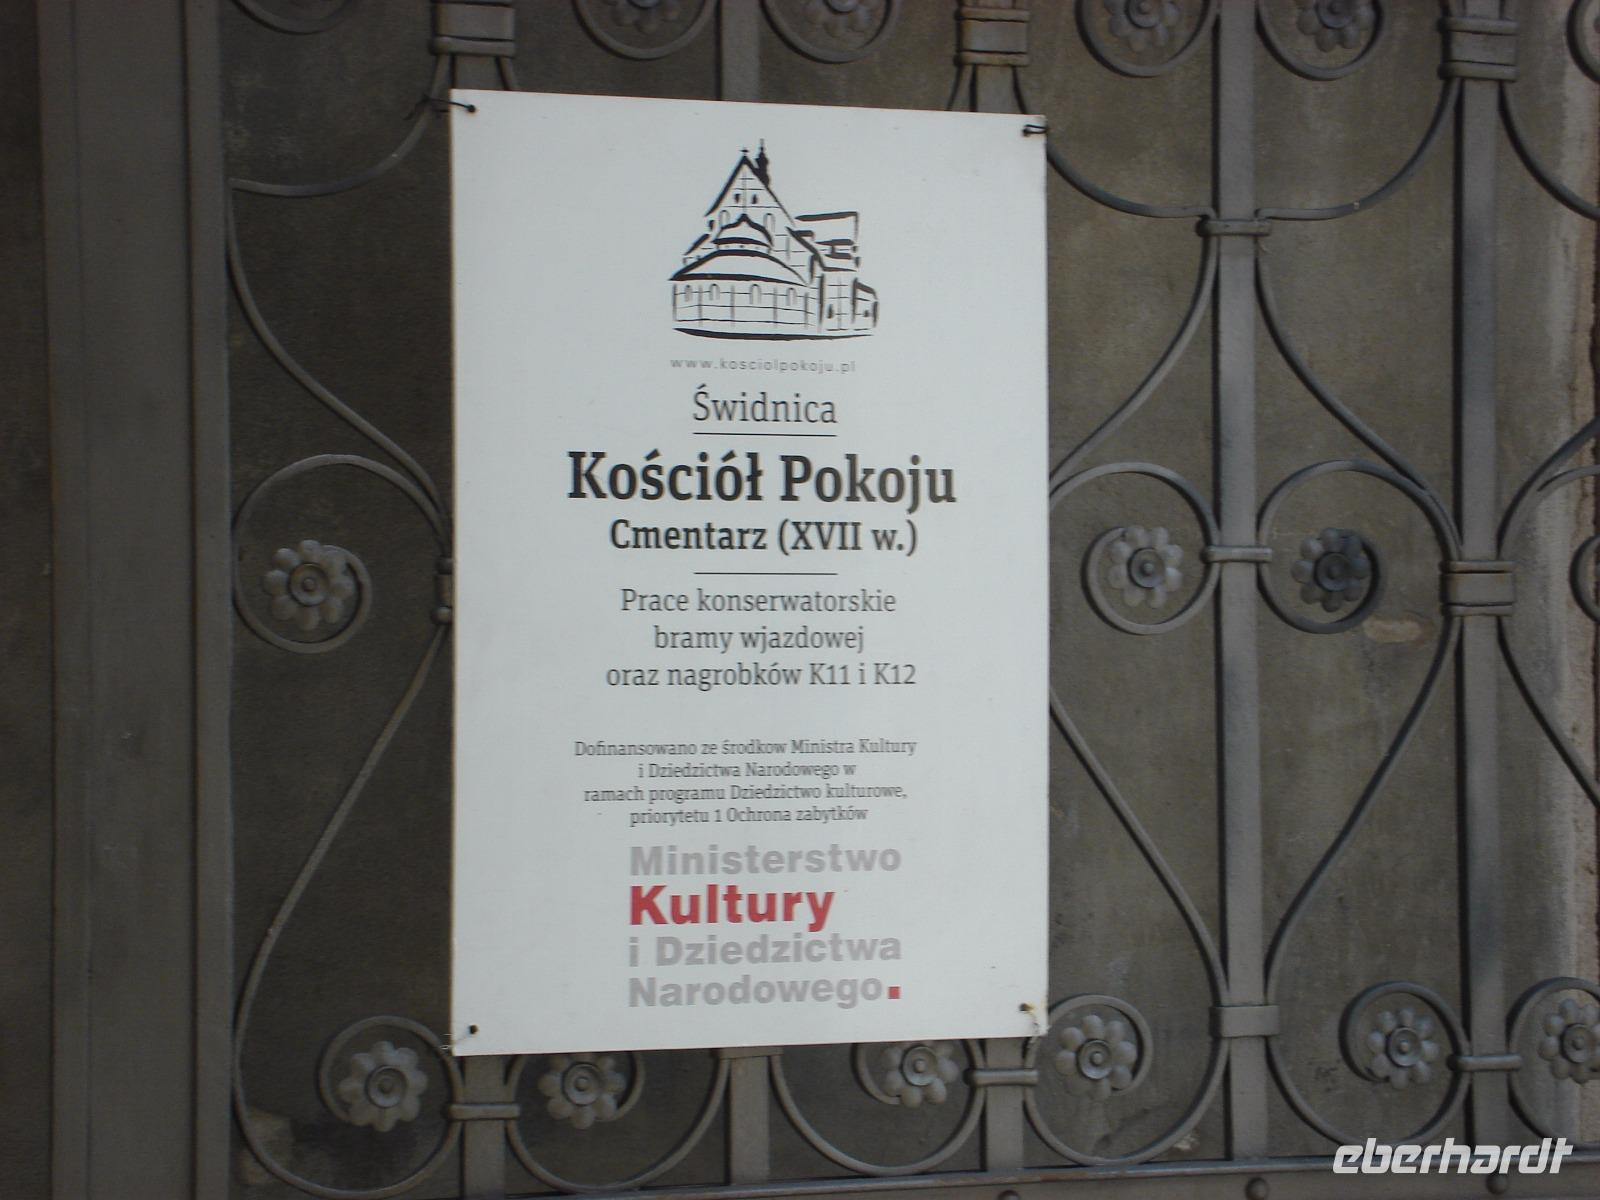 www.kosciolpokoju.pl
Świdnica
Kościół Pokoju
Cmentarz (XVII w.)
Prace konserwatorskie
bramy wjazdowej
oraz nagrobków K11 i K12
Dofinansowano ze środkow Ministra Kultury
i Dziedzictwa Narodowego w
ramach programu Dziedzictwo kulturowe,
priorytetu 1 Ochrona zabytków
Ministerstwo
Kultury
i Dziedzictwa
Narodowego.
eberhardt